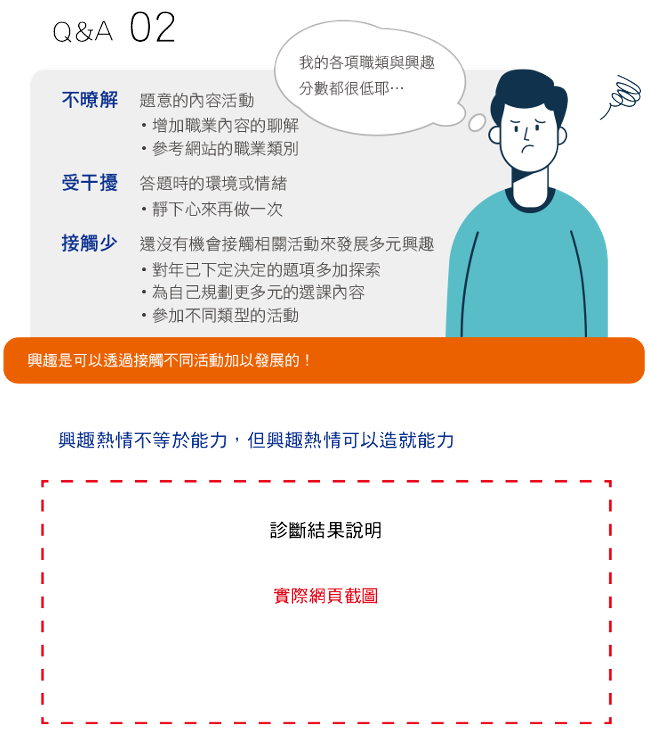 Q&A 02
我的各項職類與興趣
分數都很低耶…
不暸解 題意的內容活動
・增加職業內容的聊解
・參考網站的職業類別
受干擾 答題時的環境或情緒
・靜下心來再做一次
接觸少 還沒有機會接觸相關活動來發展多元興趣
・對年已下定決定的題項多加探索
・為自己規劃更多元的選課內容
・參加不同類型的活動
興趣是可以透過接觸不同活動加以發展的！
興趣熱情不等於能力，但興趣熱情可以造就能力
診斷結果說明
實際網頁截圖